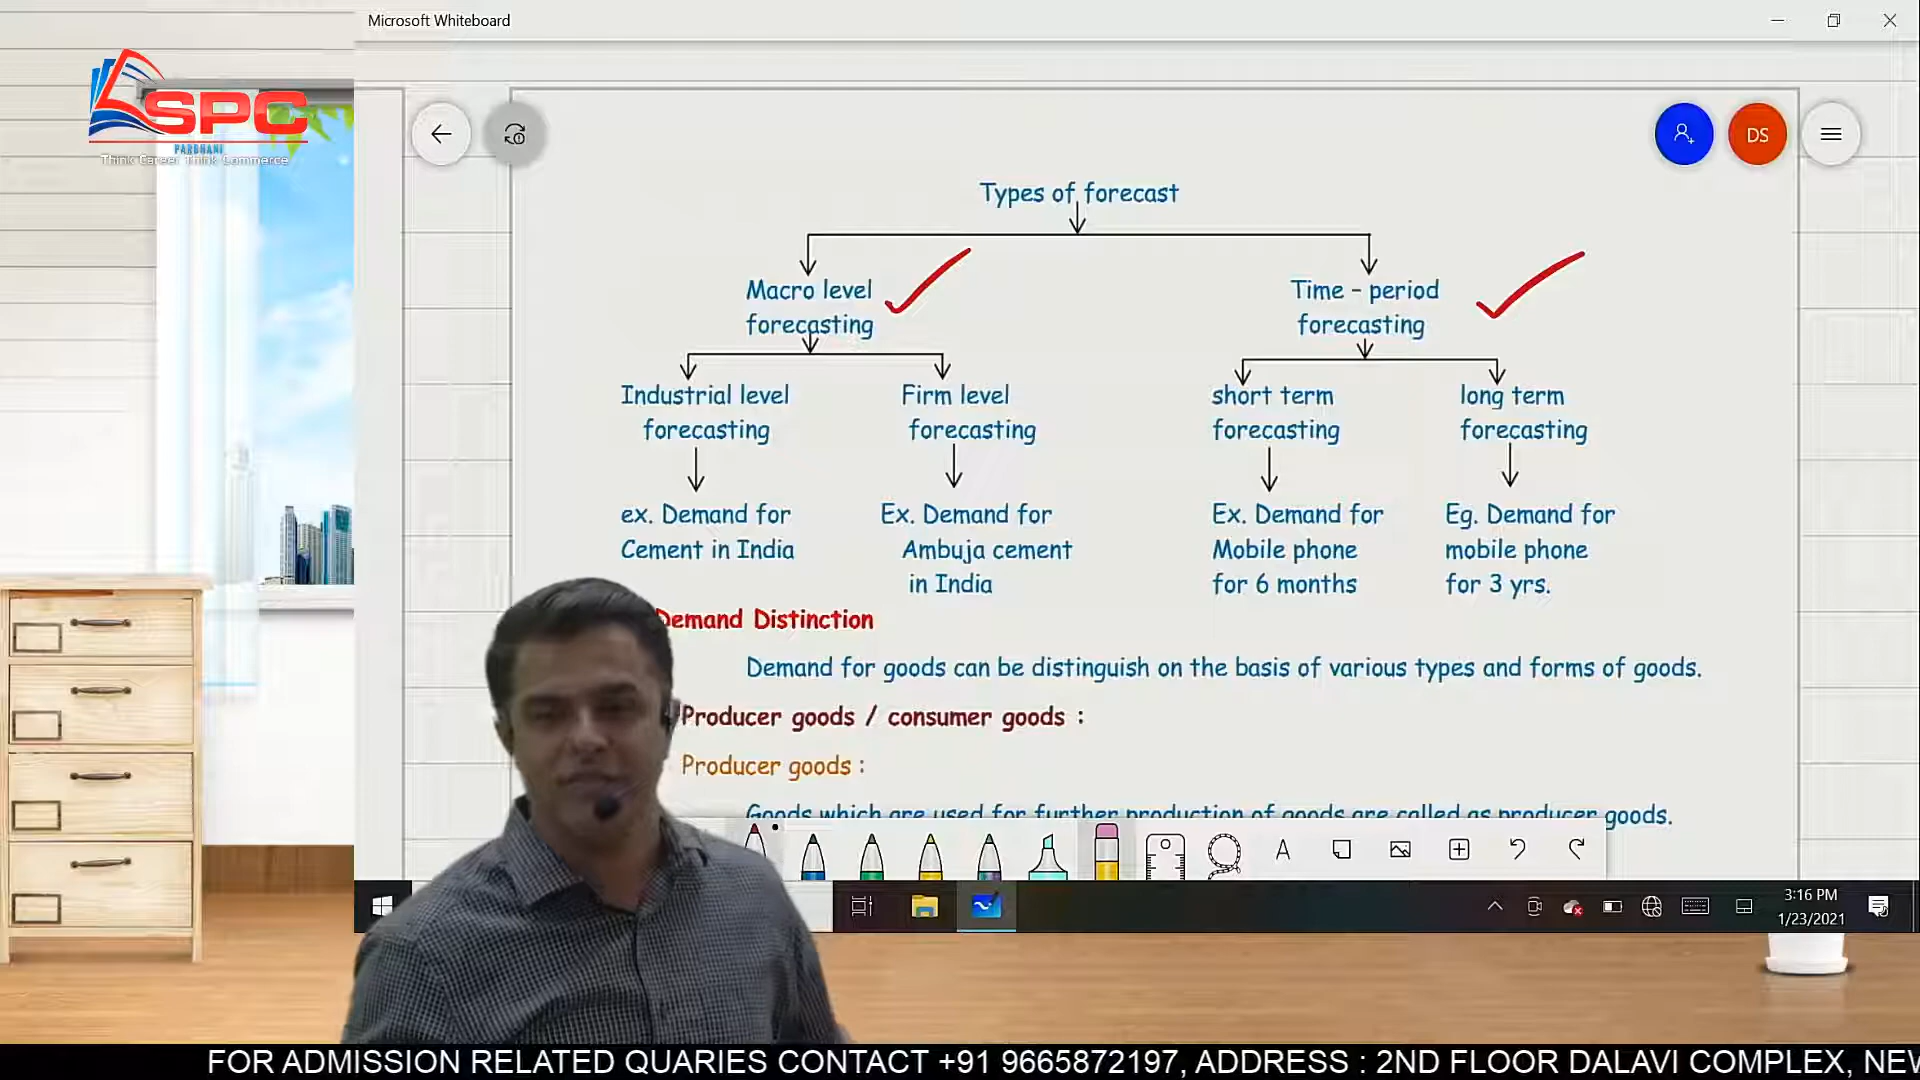 Microsoft Whiteboard
SPC
PARBHANI
Think Career Think Commerce
DS
Types of forecast
Macro level
forecasting
Time - period
forecasting
Industrial level
forecasting
Firm level
forecasting
short term
forecasting
long term
forecasting
ex. Demand for
Cement in India
Ex. Demand for
Ambuja cement
in India
Ex. Demand for
Mobile phone
for 6 months
Eg. Demand for
mobile phone
for 3 yrs.
Demand Distinction
Demand for goods can be distinguish on the basis of various types and forms of goods.
Producer goods / consumer goods :
Producer goods :
Goods which are used for further production of goods are called as producer goods.
3:16 PM
1/23/2021
FOR ADMISSION RELATED QUARIES CONTACT +91 9665872197, ADDRESS : 2ND FLOOR DALAVI COMPLEX, NEW